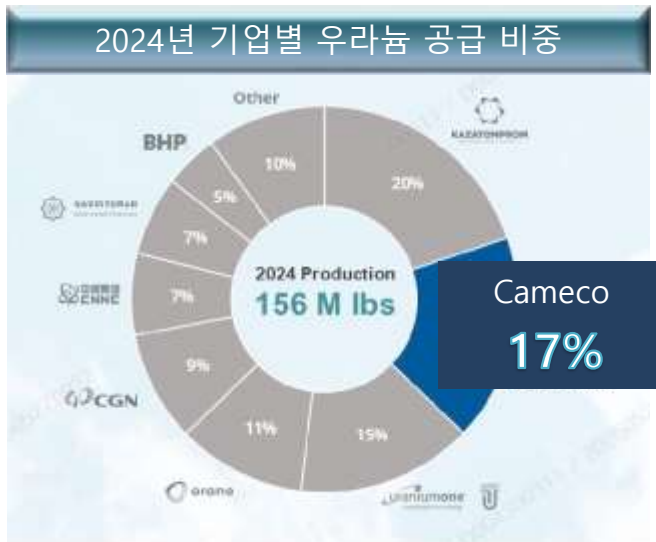 2024년 기업별 우라늄 공급 비중
Other
10%
KAZATOMPROM
20%
BHP
5%
7%
CNNC
7%
2024 Production
156 M lbs
Cameco
17%
CGN
9%
11%
15%
orano
uraniumone